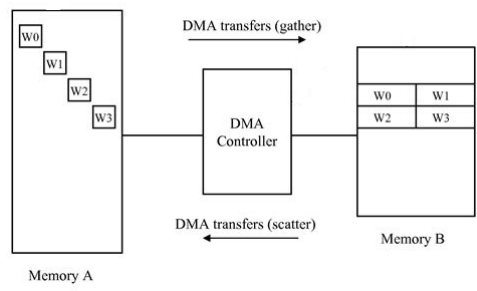 DMA transfers (gather)
W0
W1
W2
W3
DMA
Controller
W0 W1
W2 W3
DMA transfers (scatter)
Memory B
Memory A